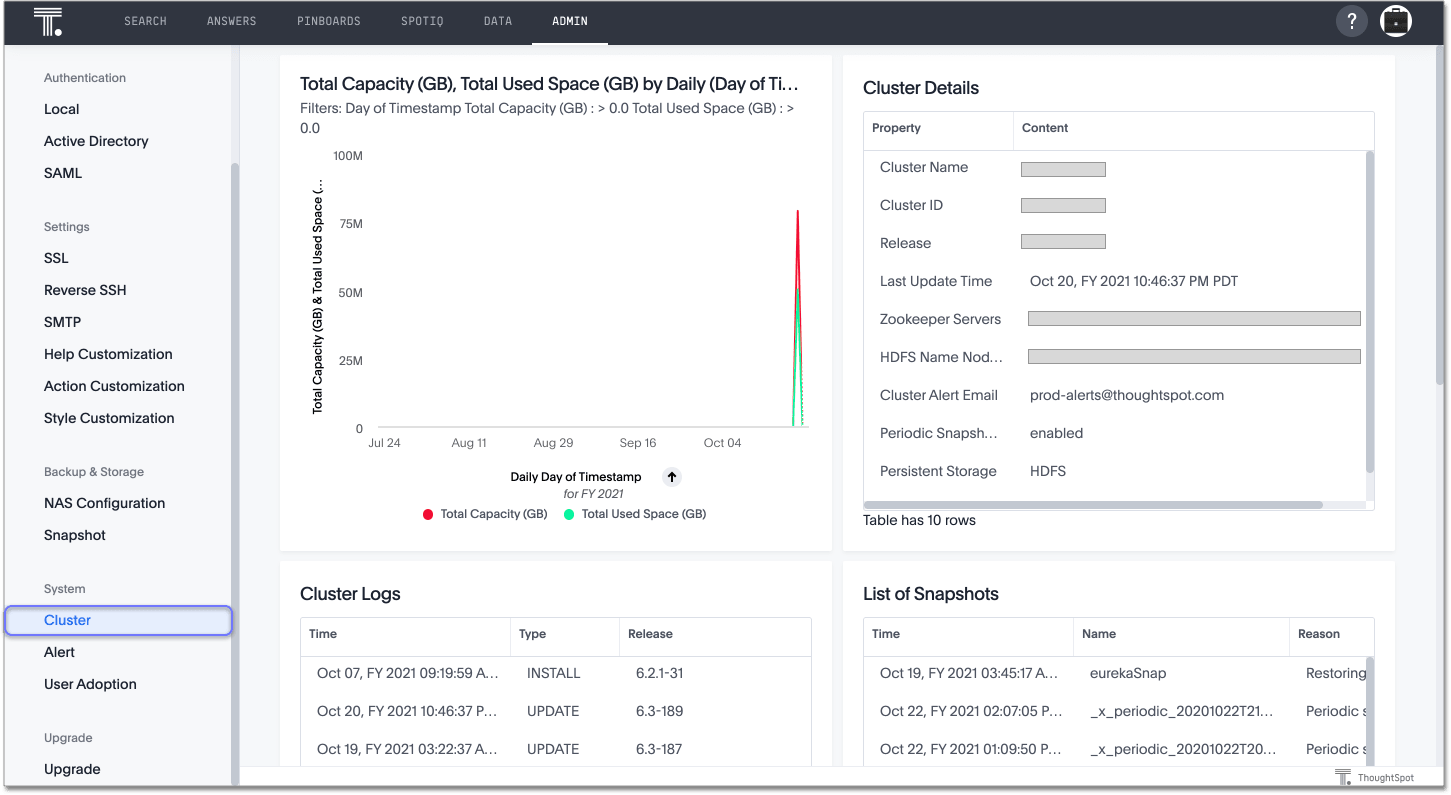 SEARCH ANSWERS PINBOARDS SPOTIQ DATA ADMIN ?
Authentication
Local
Active Directory
SAML
Settings
SSL
Reverse SSH
SMTP
Help Customization
Action Customization
Style Customization
Backup & Storage
NAS Configuration
Snapshot
System
Cluster
Alert
User Adoption
Upgrade
Upgrade
Total Capacity (GB), Total Used Space (GB) by Daily (Day of Ti...
Filters: Day of Timestamp Total Capacity (GB) : > 0.0 Total Used Space (GB) : >
0.0
Total Capacity (GB) & Total Used Space (...
100M
75M
50M
25M
0
Jul 24 Aug 11 Aug 29 Sep 16 Oct 04
Daily Day of Timestamp
for FY 2021
Total Capacity (GB) Total Used Space (GB)
Cluster Details
Property Content
Cluster Name
Cluster ID
Release
Last Update Time Oct 20, FY 2021 10:46:37 PM PDT
Zookeeper Servers
HDFS Name Nod...
Cluster Alert Email prod-alerts@thoughtspot.com
Periodic Snapsh... enabled
Persistent Storage HDFS
Table has 10 rows
Cluster Logs
Time Type Release
Oct 07, FY 2021 09:19:59 A... INSTALL 6.2.1-31
Oct 20, FY 2021 10:46:37 P... UPDATE 6.3-189
Oct 19, FY 2021 03:22:37 A... UPDATE 6.3-187
List of Snapshots
Time Name Reason
Oct 19, FY 2021 03:45:17 A... eurekaSnap Restoring
Oct 22, FY 2021 02:07:05 P... _x_periodic_20201022T21... Periodic s
Oct 22, FY 2021 01:09:50 P... _x_periodic_20201022T20... Periodic s
ThoughtSpot